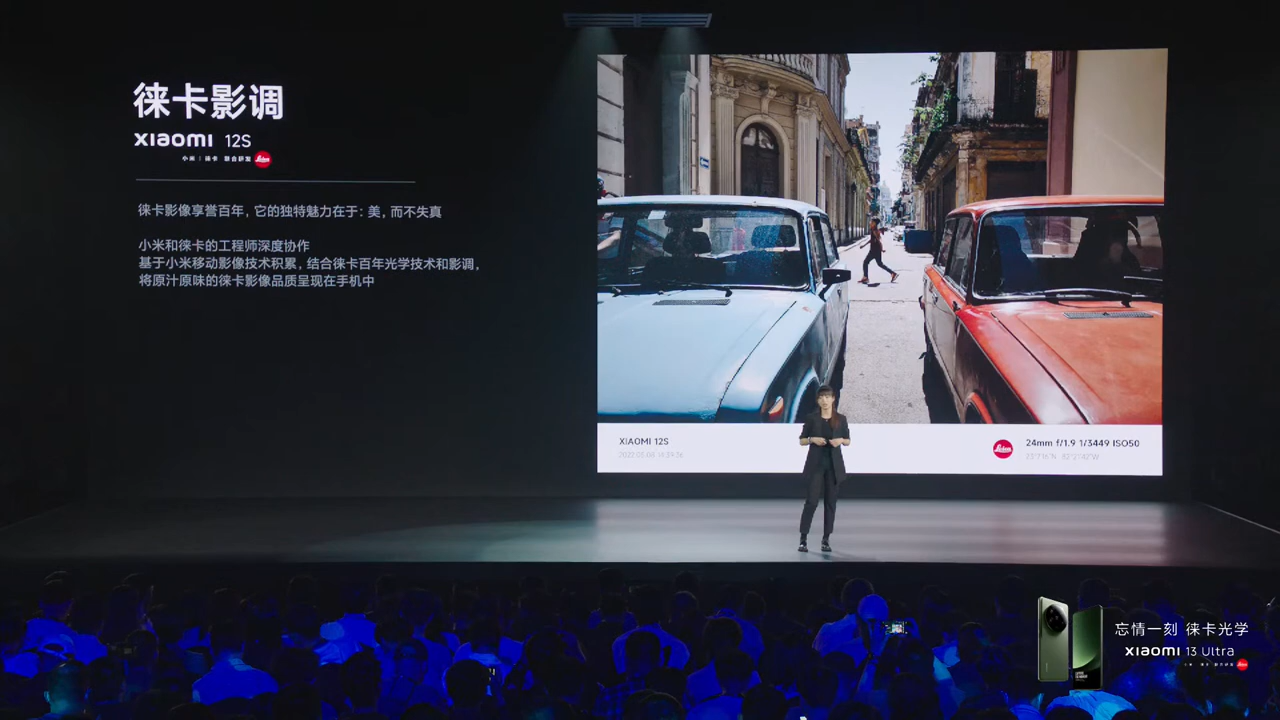 徕卡影调
xiaomi 12S
小米 | 徕卡 联合研发 Leica
徕卡影像享誉百年，它的独特魅力在于：美，而不失真
小米和徕卡的工程师深度协作
基于小米移动影像技术积累，结合徕卡百年光学技术和影调，
将原汁原味的徕卡影像品质呈现在手机中
XIAOMI 12S
Leica
24mm f/1.9 1/3449 ISO50
忘情一刻 徕卡光学
xiaomi 13 Ultra